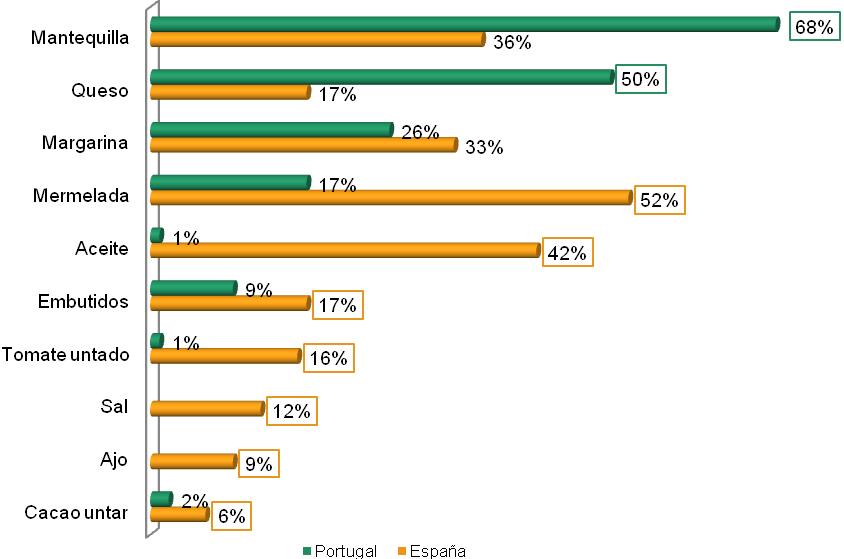 Mantequilla
68%
36%
Queso
50%
17%
Margarina
26%
33%
Mermelada
17%
52%
Aceite
1%
42%
Embutidos
9%
17%
Tomate untado
1%
16%
Sal
12%
Ajo
9%
Cacao untar
2%
6%
Portugal España